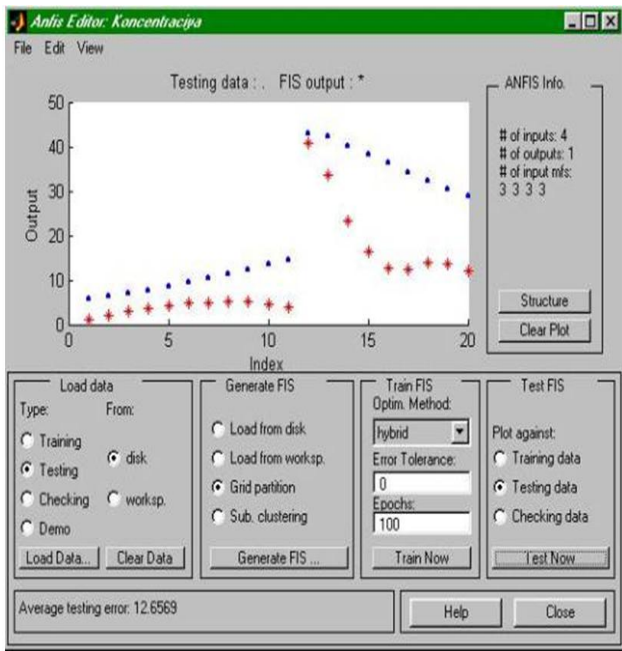 Anfis Editor: Koncentracija
File Edit View
Testing data : . FIS output : *
50
40
30
20
10
0
Output
0 5 10 15 20
Index
ANFIS Info.
# of inputs: 4
# of outputs: 1
# of input mfs:
3 3 3 3
Structure
Clear Plot
Load data
Type: From:
Training
Testing
Checking
Demo
disk
worksp.
Load Data... Clear Data
Generate FIS
Load from disk
Load from worksp.
Grid partition
Sub. clustering
Generate FIS ...
Train FIS
Optim. Method:
hybrid
Error Tolerance:
0
Epochs:
100
Train Now
Test FIS
Plot against:
Training data
Testing data
Checking data
Test Now
Average testing error: 12.6569
Help Close